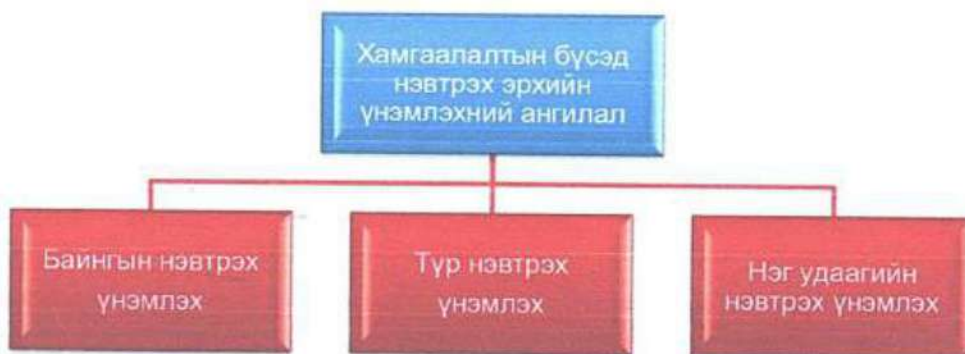 Хамгаалалтын бүсэд
нэвтрэх эрхийн
үнэмлэхний ангилал
Байнгын нэвтрэх
үнэмлэх
Түр нэвтрэх
үнэмлэх
Нэг удаагийн
нэвтрэх үнэмлэх